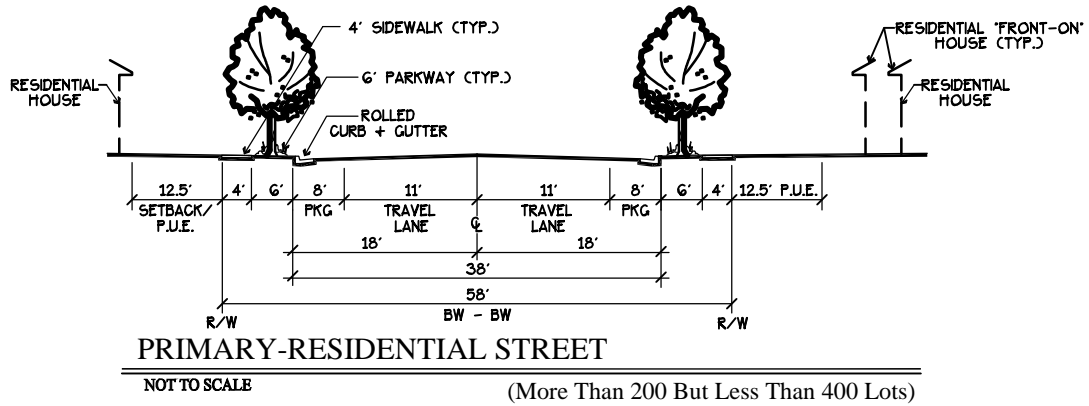 4' SIDEWALK (TYP.)
6' PARKWAY (TYP.)
ROLLED
CURB + GUTTER
RESIDENTIAL
HOUSE
RESIDENTIAL "FRONT-ON"
HOUSE (TYP.)
RESIDENTIAL
HOUSE
12.5' 4' 6' 8' 11' 11' 8' 6' 4' 12.5' P.U.E.
SETBACK/
P.U.E.
PKG
TRAVEL
LANE
CL
TRAVEL
LANE
PKG
18' 18'
38'
58'
BW - BW
R/W R/W
PRIMARY-RESIDENTIAL STREET
NOT TO SCALE
(More Than 200 But Less Than 400 Lots)